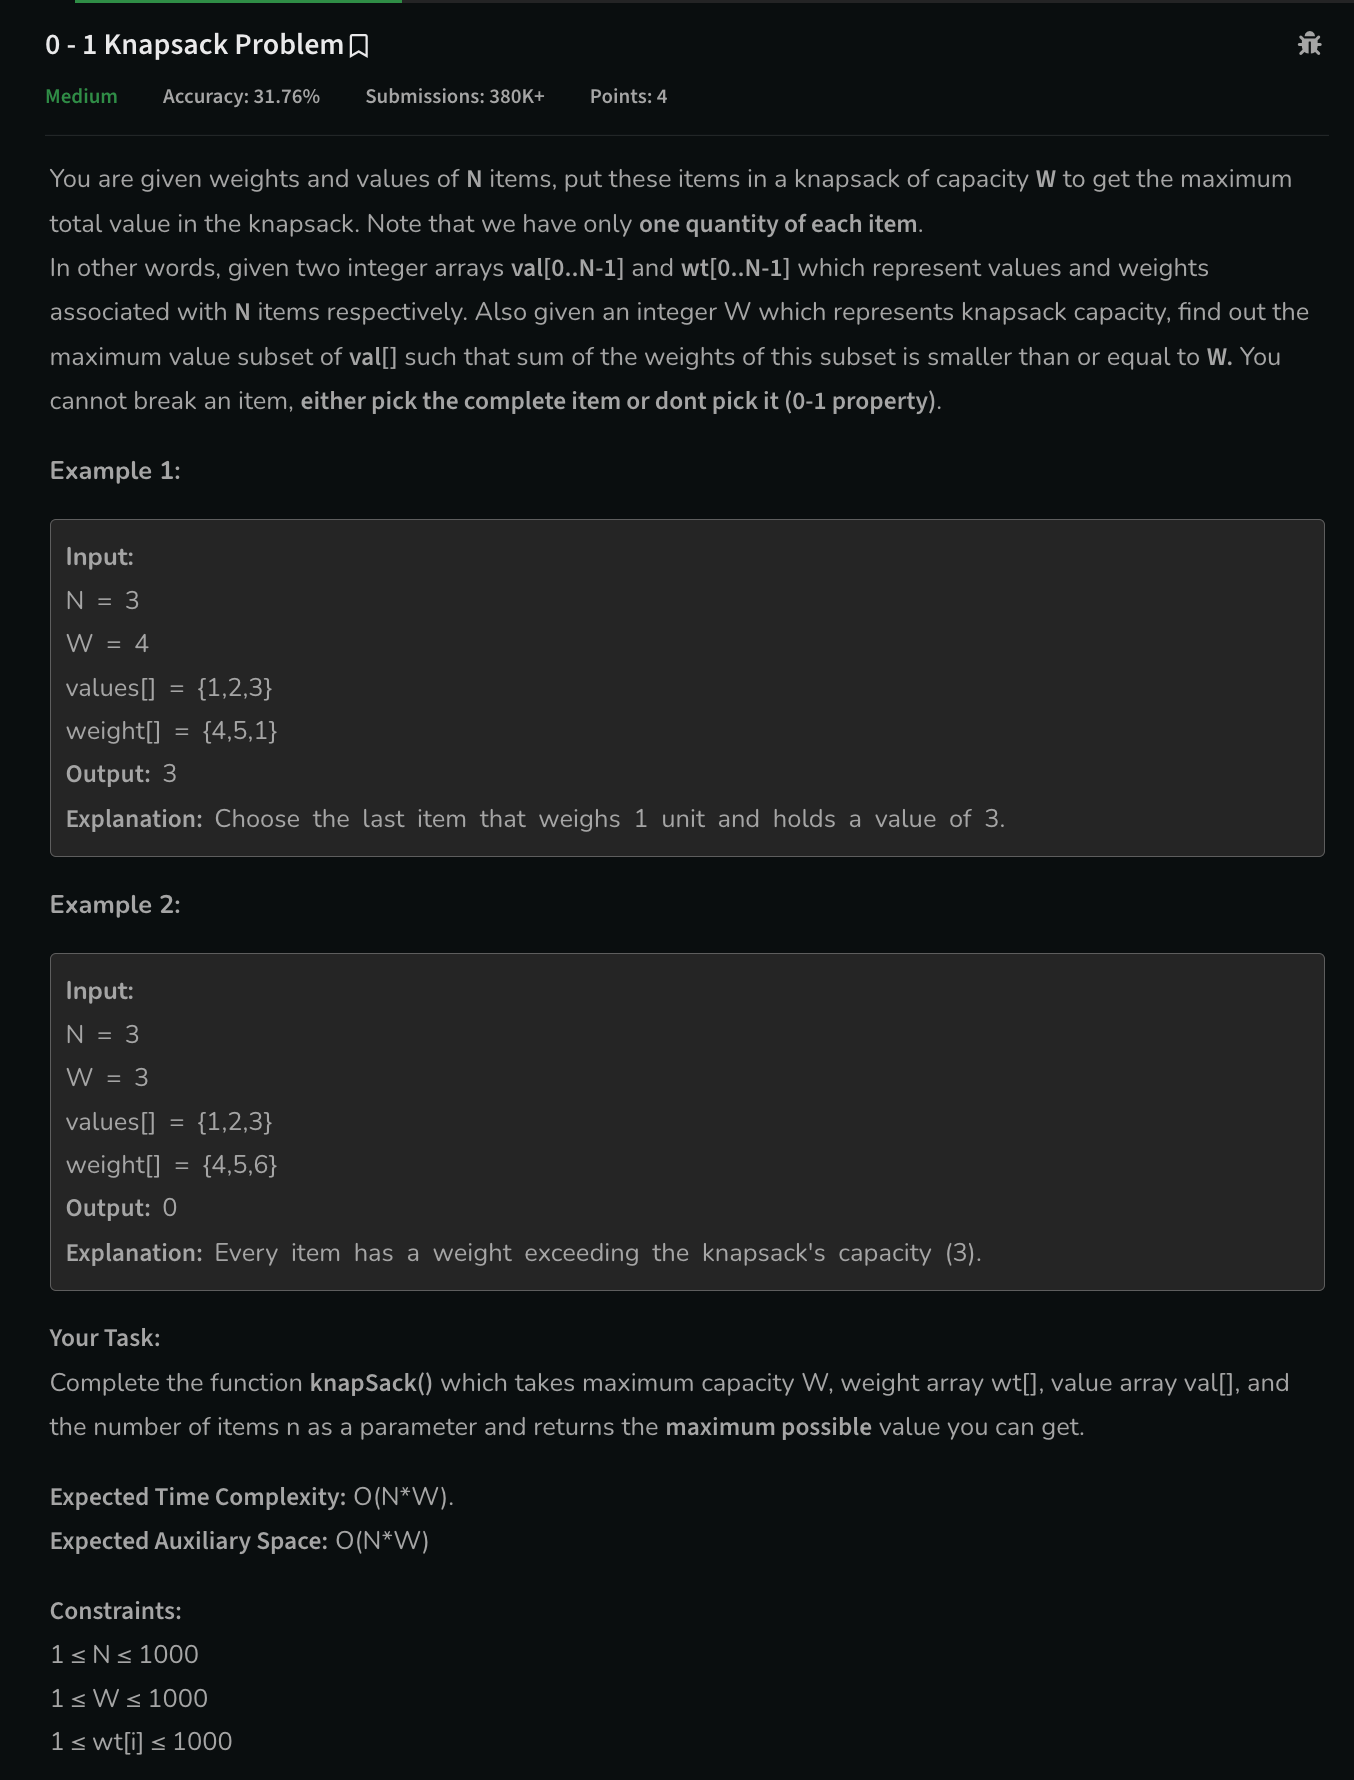 0 - 1 Knapsack Problem
Medium Accuracy: 31.76% Submissions: 380K+ Points: 4
You are given weights and values of N items, put these items in a knapsack of capacity W to get the maximum
total value in the knapsack. Note that we have only one quantity of each item.
In other words, given two integer arrays val[0..N-1] and wt[0..N-1] which represent values and weights
associated with N items respectively. Also given an integer W which represents knapsack capacity, find out the
maximum value subset of val[] such that sum of the weights of this subset is smaller than or equal to W. You
cannot break an item, either pick the complete item or dont pick it (0-1 property).
Example 1:
Input:
N = 3
W = 4
values[] = {1,2,3}
weight[] = {4,5,1}
Output: 3
Explanation: Choose the last item that weighs 1 unit and holds a value of 3.
Example 2:
Input:
N = 3
W = 3
values[] = {1,2,3}
weight[] = {4,5,6}
Output: 0
Explanation: Every item has a weight exceeding the knapsack's capacity (3).
Your Task:
Complete the function knapSack() which takes maximum capacity W, weight array wt[], value array val[], and
the number of items n as a parameter and returns the maximum possible value you can get.
Expected Time Complexity: O(N*W).
Expected Auxiliary Space: O(N*W)
Constraints:
1 ≤ N ≤ 1000
1 ≤ W ≤ 1000
1 ≤ wt[i] ≤ 1000